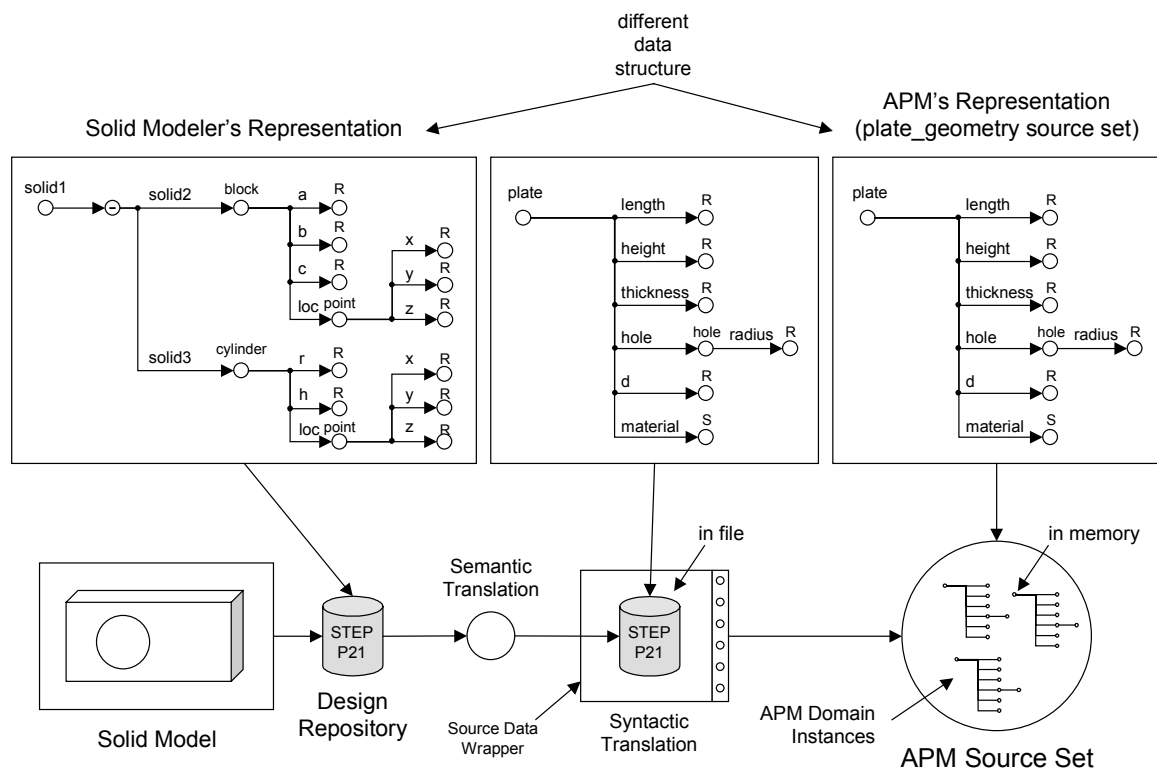 different
data
structure
Solid Modeler's Representation
APM's Representation
(plate_geometry source set)
solid1
−
solid2
block
a
R
b
R
c
R
loc
point
x
R
y
R
z
R
solid3
cylinder
r
R
h
R
loc
point
x
R
y
R
z
R
plate
length
R
height
R
thickness
R
hole
hole
radius
R
d
R
material
S
plate
length
R
height
R
thickness
R
hole
hole
radius
R
d
R
material
S
in file
in memory
Semantic
Translation
STEP
P21
STEP
P21
Design
Repository
Solid Model
Source Data
Wrapper
Syntactic
Translation
APM Domain
Instances
APM Source Set